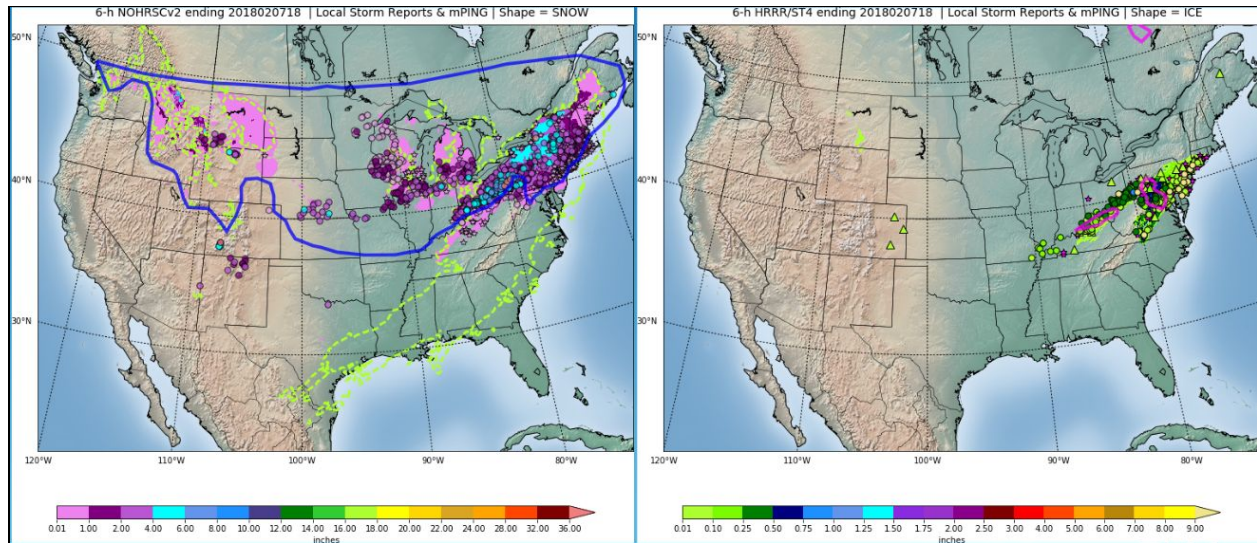 6-h NOHRSCv2 ending 2018020718 | Local Storm Reports & mPING | Shape = SNOW
50°N
40°N
30°N
120°W 110°W 100°W 90°W 80°W
0.01 1.00 2.00 4.00 6.00 8.00 10.00 12.00 14.00 16.00 18.00 20.00 22.00 24.00 28.00 32.00 36.00
inches
6-h HRRR/ST4 ending 2018020718 | Local Storm Reports & mPING | Shape = ICE
50°N
40°N
30°N
120°W 110°W 100°W 90°W 80°W
0.01 0.10 0.25 0.50 0.75 1.00 1.25 1.50 1.75 2.00 2.50 3.00 4.00 5.00 6.00 7.00 8.00 9.00
inches